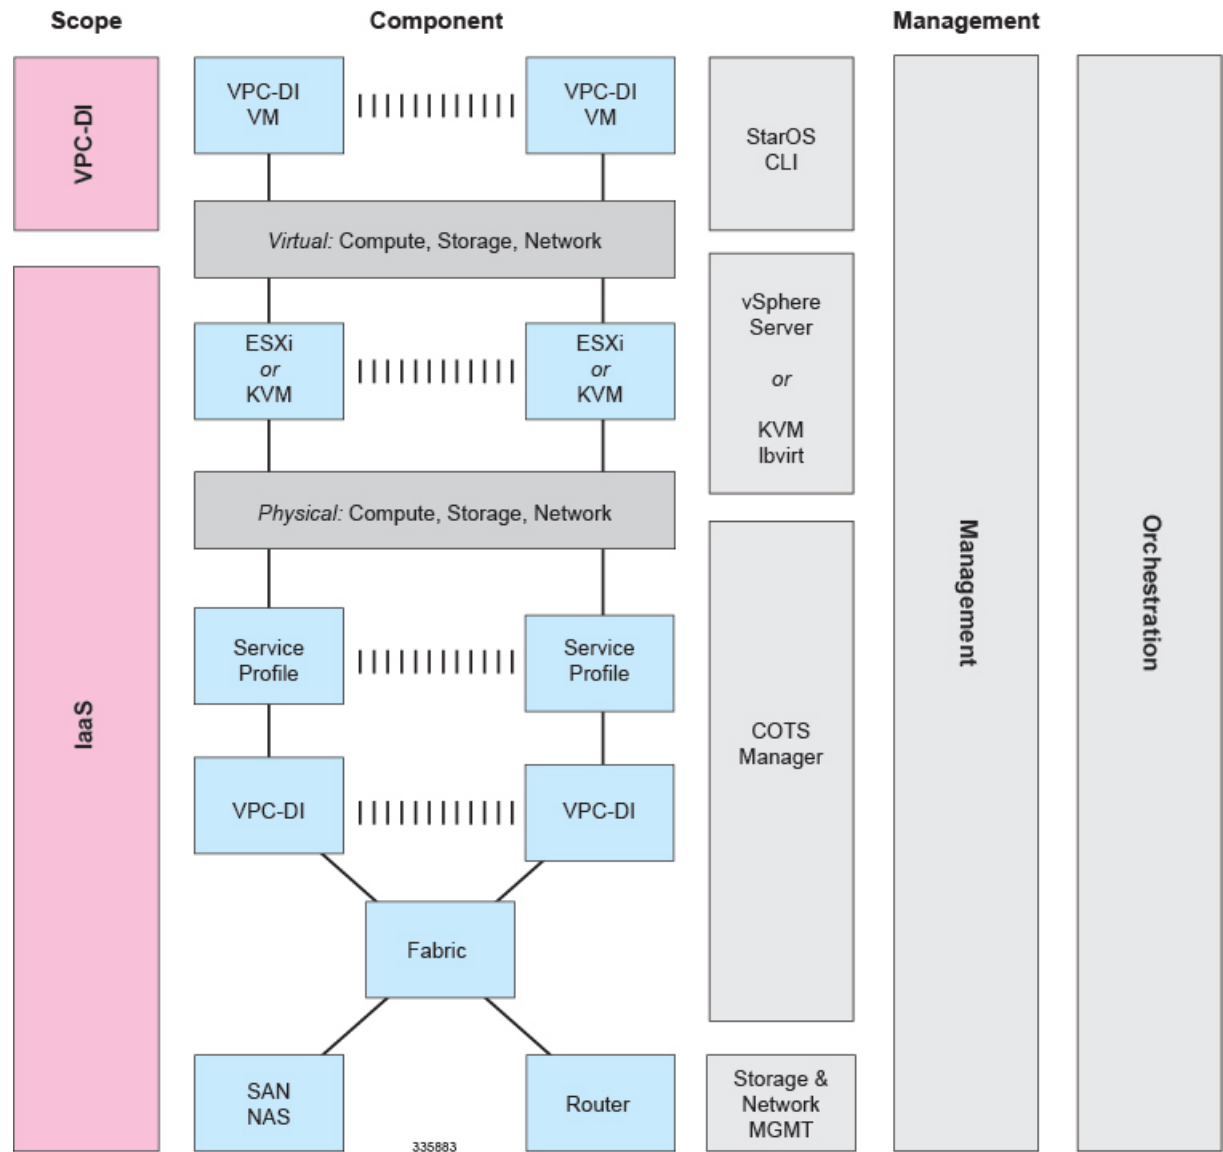 Scope
Component
Management
VPC-DI
VPC-DI
VM
VPC-DI
VM
StarOS
CLI
Virtual: Compute, Storage, Network
ESXi
or
KVM
ESXi
or
KVM
vSphere
Server
or
KVM
lbvirt
Physical: Compute, Storage, Network
IaaS
Service
Profile
Service
Profile
COTS
Manager
Management
Orchestration
VPC-DI
VPC-DI
Fabric
SAN
NAS
Router
Storage &
Network
MGMT
335883